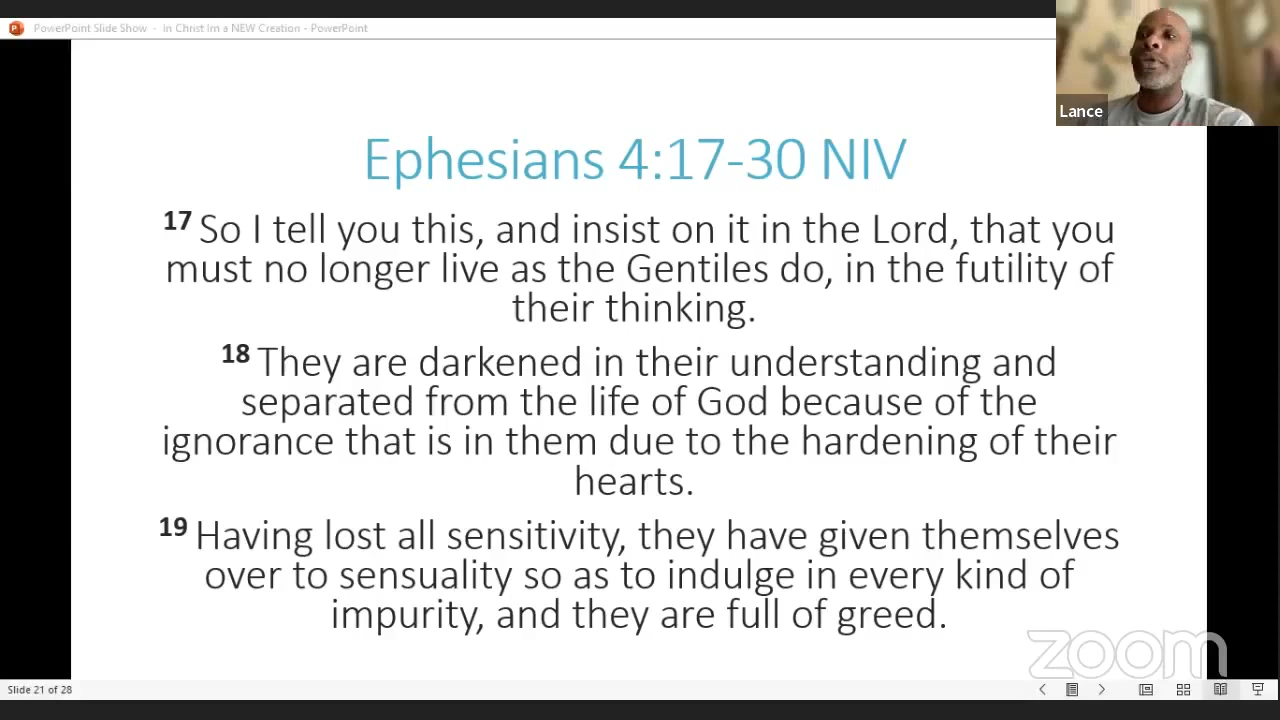 PowerPoint Slide Show - In Christ Im a NEW Creation - PowerPoint
Lance
Ephesians 4:17-30 NIV
17 So I tell you this, and insist on it in the Lord, that you
must no longer live as the Gentiles do, in the futility of
their thinking.
18 They are darkened in their understanding and
separated from the life of God because of the
ignorance that is in them due to the hardening of their
hearts.
19 Having lost all sensitivity, they have given themselves
over to sensuality so as to indulge in every kind of
impurity, and they are full of greed.
zoom
Slide 21 of 28